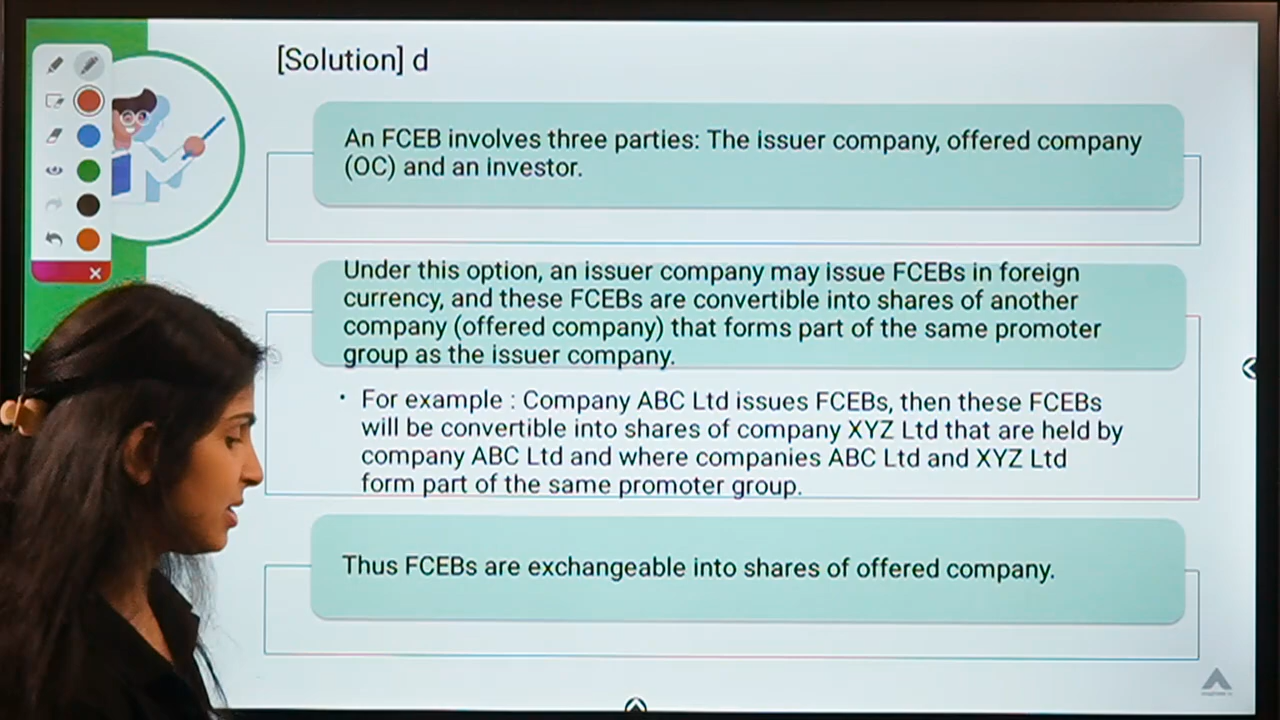 [Solution] d
An FCEB involves three parties: The issuer company, offered company
(OC) and an investor.
Under this option, an issuer company may issue FCEBs in foreign
currency, and these FCEBs are convertible into shares of another
company (offered company) that forms part of the same promoter
group as the issuer company.
• For example : Company ABC Ltd issues FCEBs, then these FCEBs
will be convertible into shares of company XYZ Ltd that are held by
company ABC Ltd and where companies ABC Ltd and XYZ Ltd
form part of the same promoter group.
Thus FCEBs are exchangeable into shares of offered company.